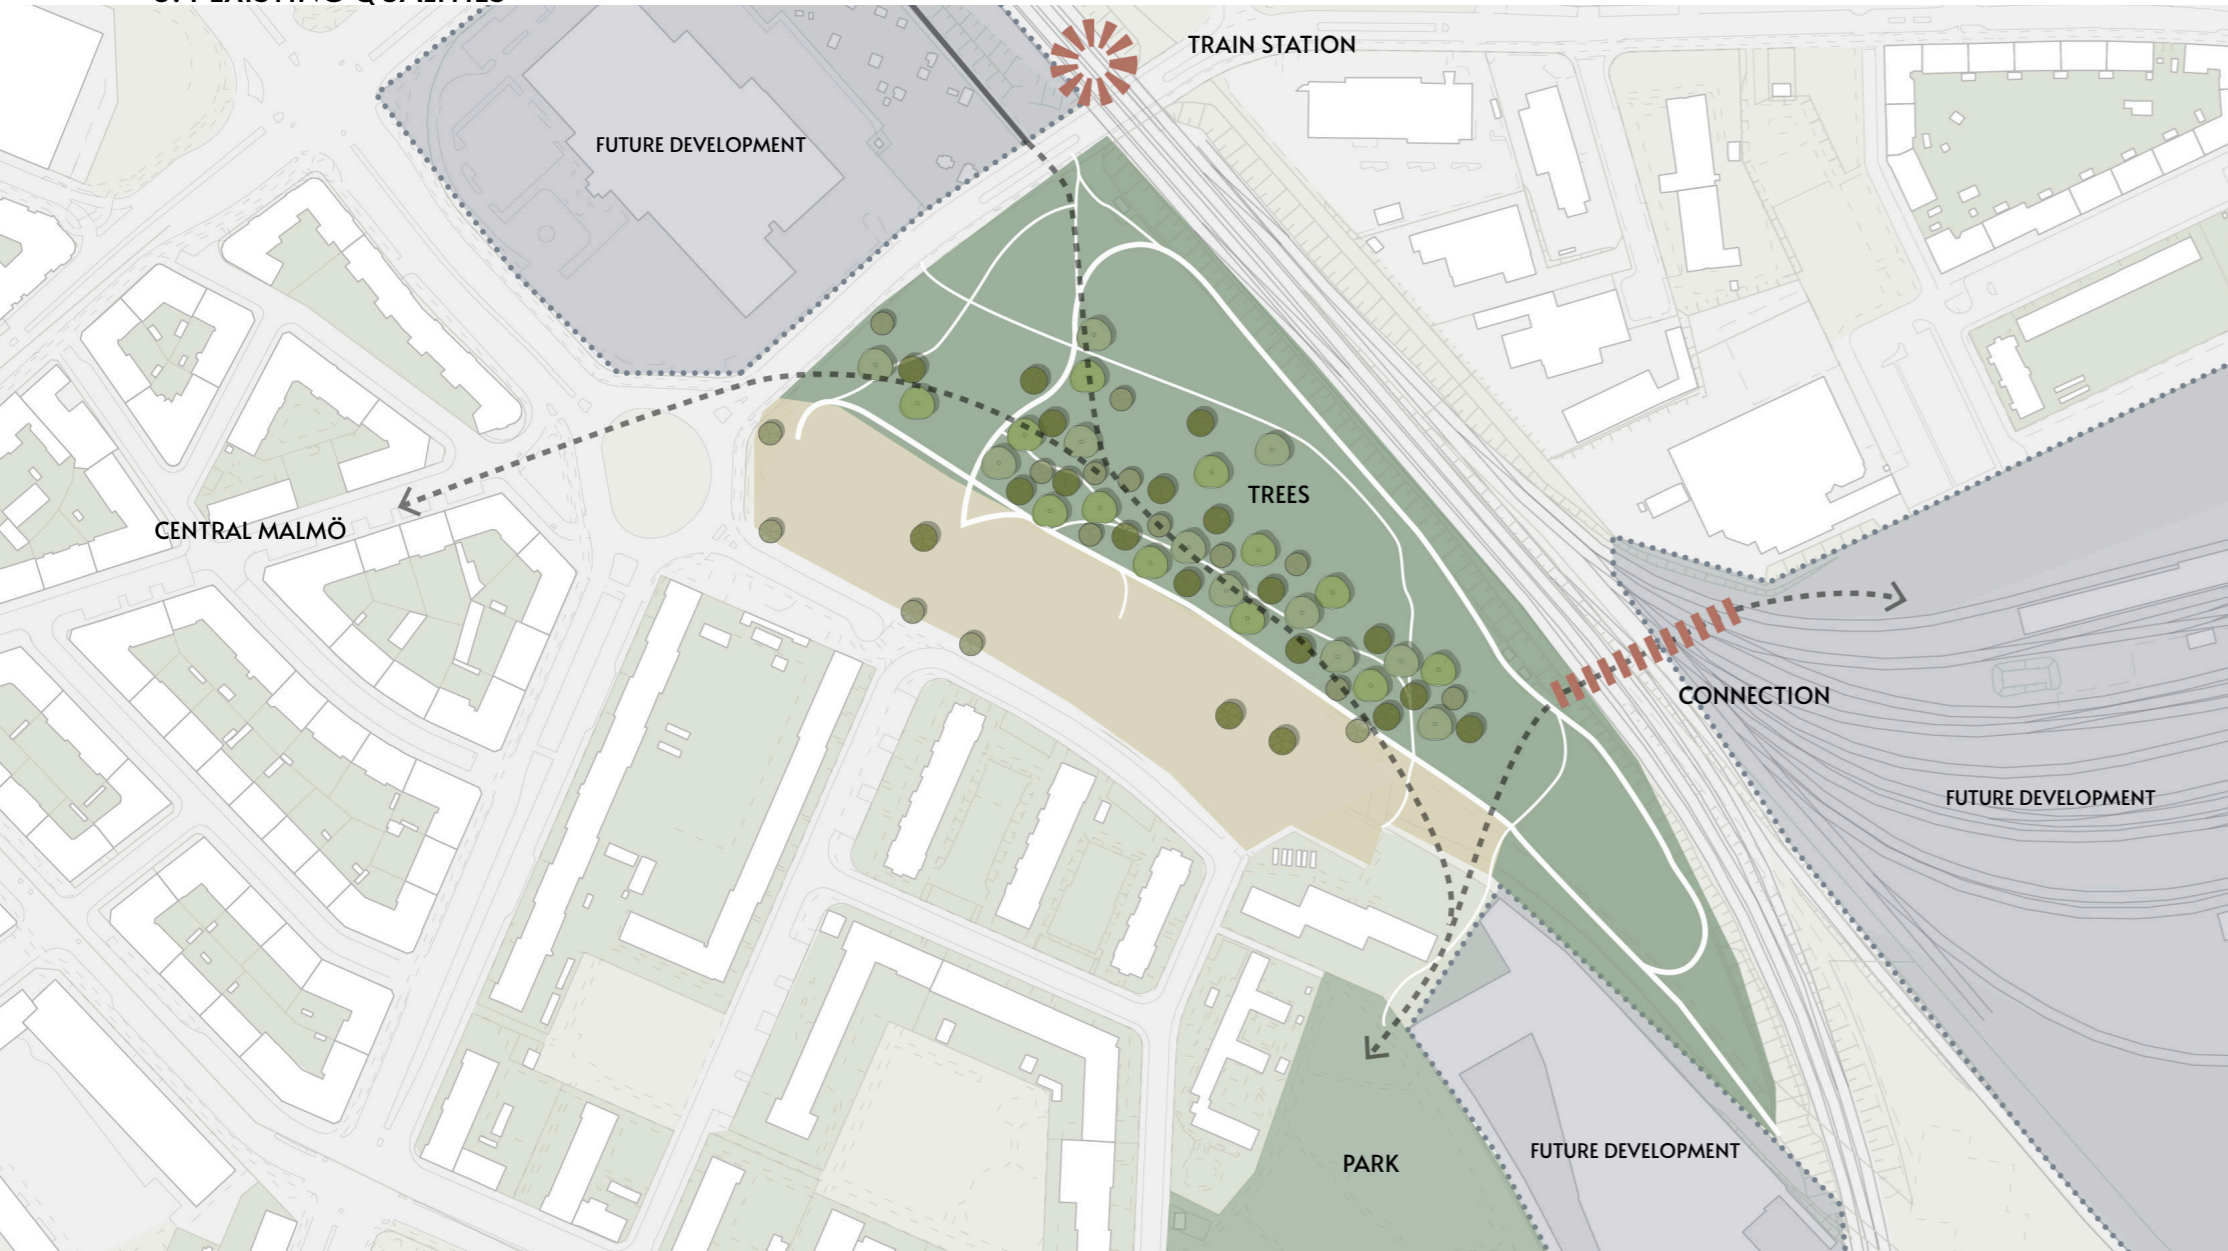 TRAIN STATION
FUTURE DEVELOPMENT
TREES
CENTRAL MALMÖ
CONNECTION
FUTURE DEVELOPMENT
FUTURE DEVELOPMENT
PARK